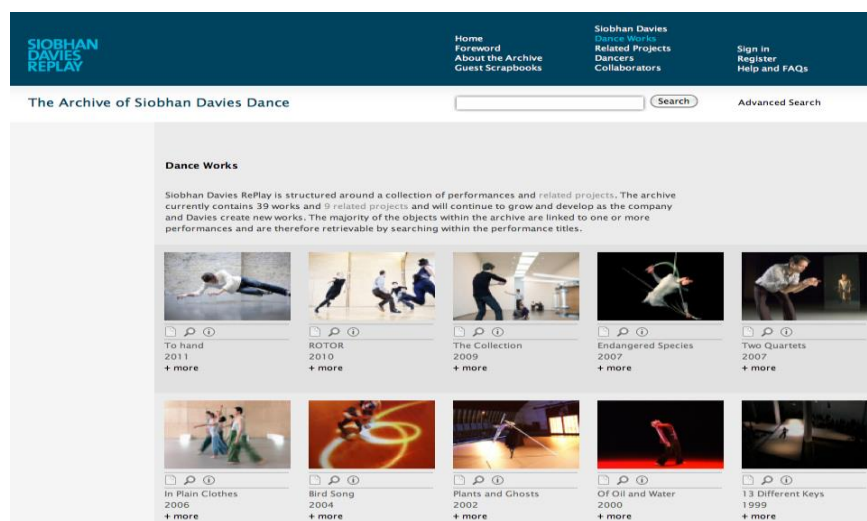 SIOBHAN
DAVIES
REPLAY
Home
Foreword
About the Archive
Guest Scrapbooks
Siobhan Davies
Dance Works
Related Projects
Dancers
Collaborators
Sign in
Register
Help and FAQs
The Archive of Siobhan Davies Dance
Search
Advanced Search
Dance Works
Siobhan Davies RePlay is structured around a collection of performances and related projects. The archive
currently contains 39 works and 9 related projects and will continue to grow and develop as the company
and Davies create new works. The majority of the objects within the archive are linked to one or more
performances and are therefore retrievable by searching within the performance titles.
To hand
2011
+ more
ROTOR
2010
+ more
The Collection
2009
+ more
Endangered Species
2007
+ more
Two Quartets
2007
+ more
In Plain Clothes
2006
+ more
Bird Song
2004
+ more
Plants and Ghosts
2002
+ more
Of Oil and Water
2000
+ more
13 Different Keys
1999
+ more